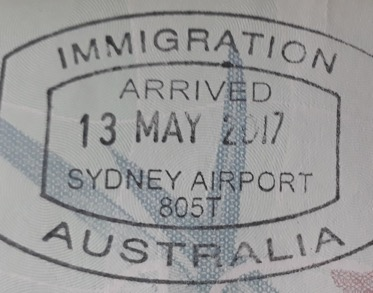 IMMIGRATION
ARRIVED
13 MAY 2017
SYDNEY AIRPORT
805T
AUSTRALIA